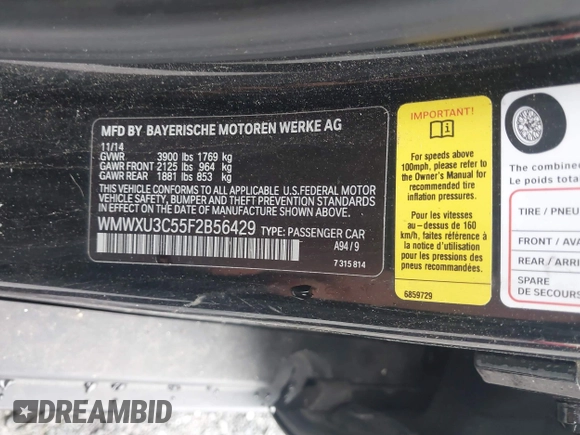 MFD BY BAYERISCHE MOTOREN WERKE AG
11/14
GVWR 3900 lbs 1769 kg
GAWR FRONT 2125 lbs 964 kg
GAWR REAR 1881 lbs 853 kg
THIS VEHICLE CONFORMS TO ALL APPLICABLE U.S.FEDERAL MOTOR
VEHICLE SAFETY, BUMPER, AND THEFT PREVENTION STANDARDS
IN EFFECT ON THE DATE OF MANUFACTURE SHOWN ABOVE.
WMWXU3C55F2B56429 TYPE: PASSENGER CAR
A94 / 9
7 315 814
IMPORTANT!
For speeds above
100mph, please refer to
the Owner's Manual for
recommended tire
inflation pressures.
Pour les vitesses
au-dessus de 160
km/h, faites référence à
la notice d'utilisation
pour les pressions des
pneus recommandées.
6859729
The combined
Le poids total
TIRE / PNEU
FRONT / AVA
REAR / ARRI
SPARE
DE SECOURS
DREAMBID